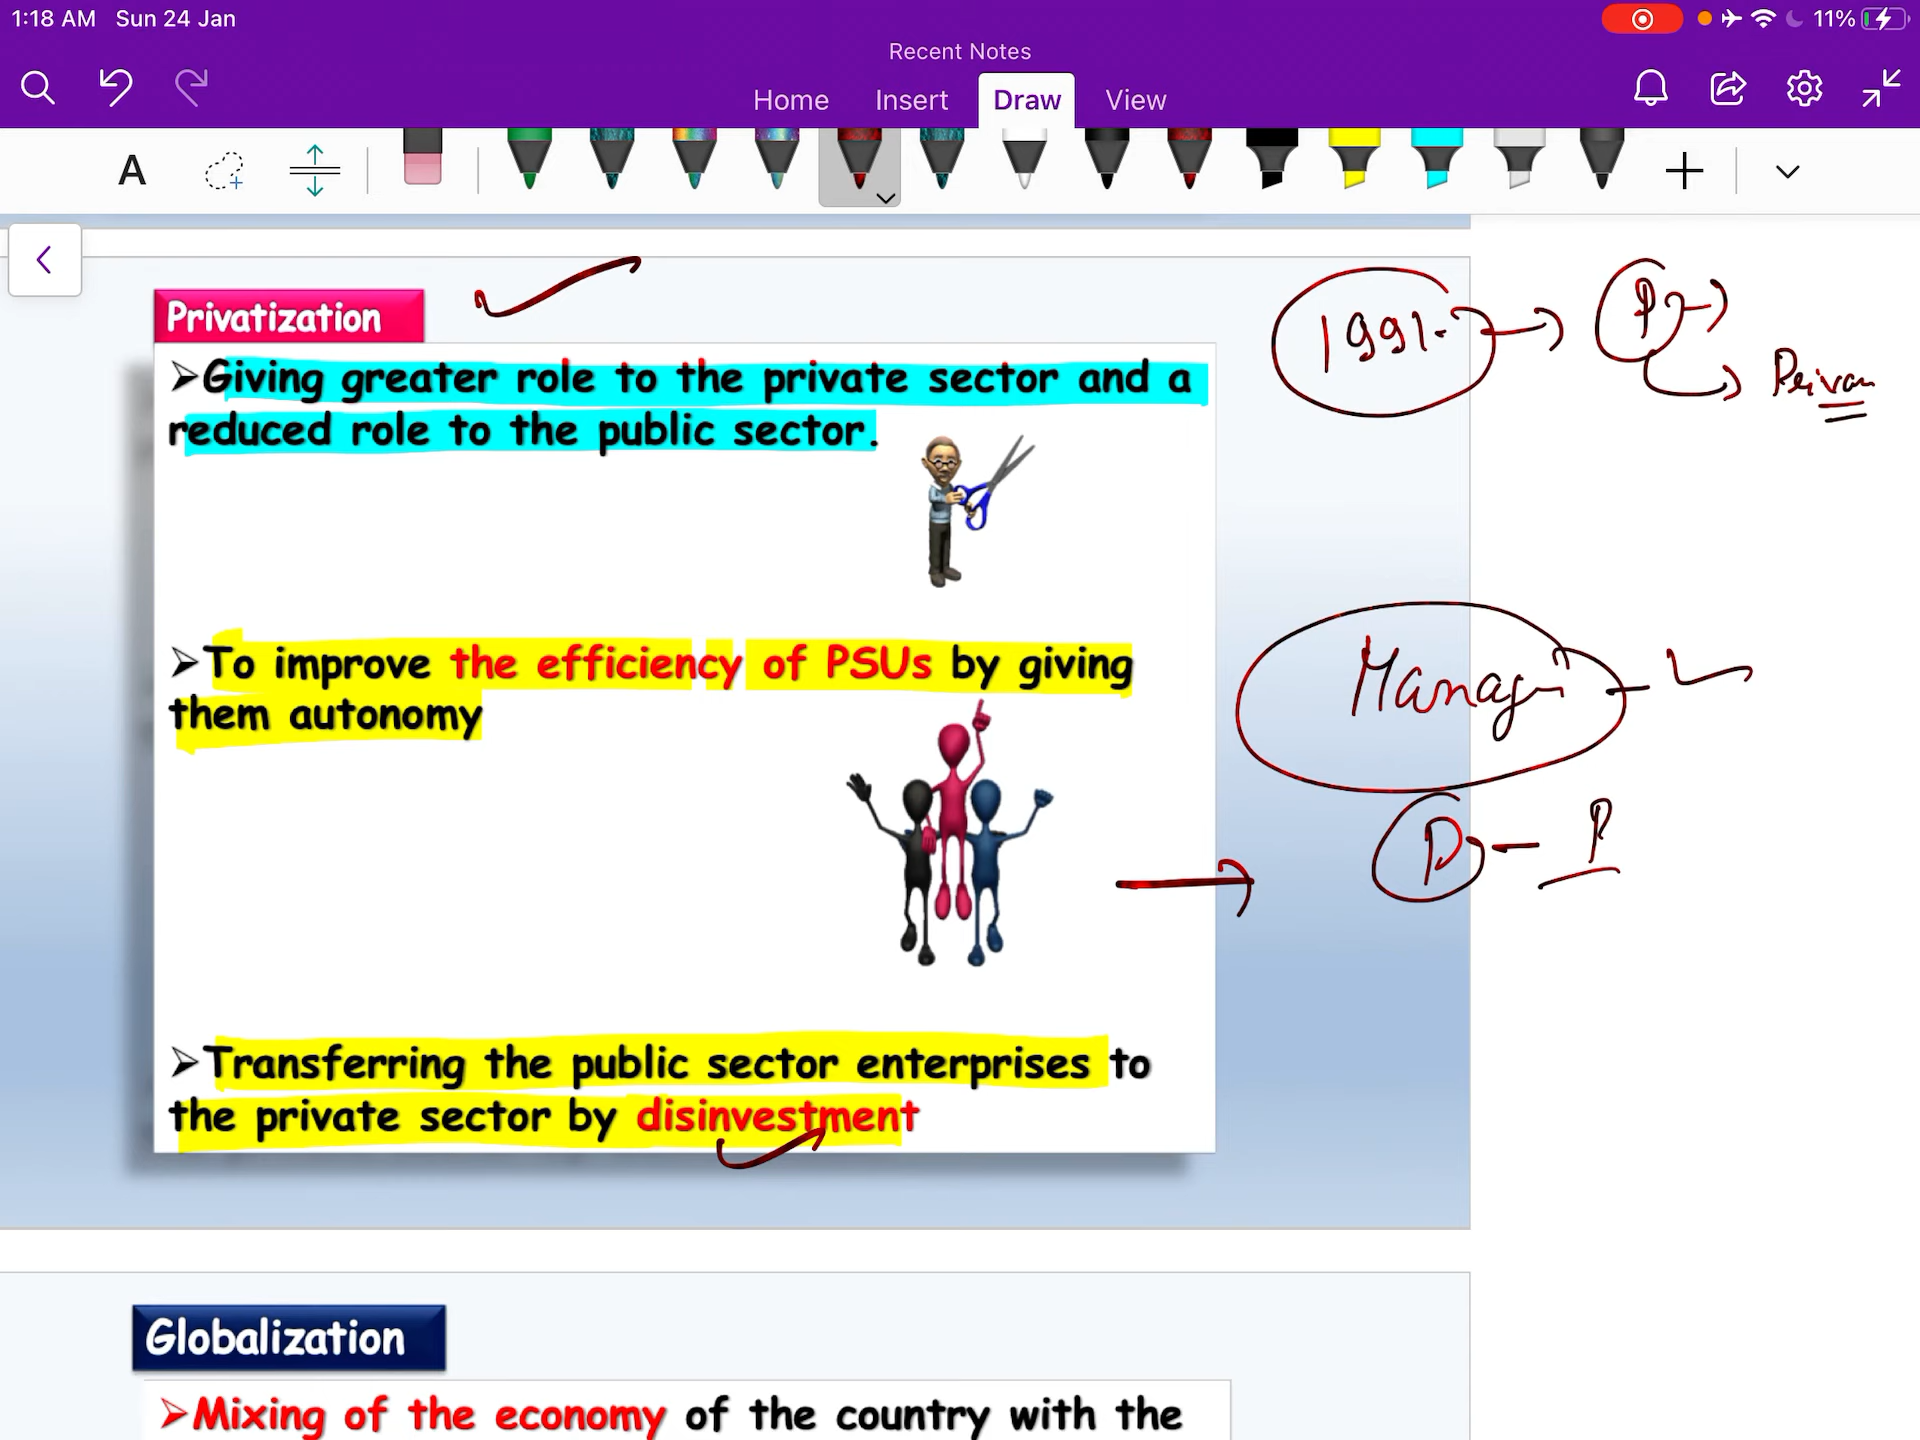 1:18 AM Sun 24 Jan
11%
Recent Notes
Home Insert Draw View
A
Privatization
➢Giving greater role to the private sector and a
reduced role to the public sector.
1991
P
➢To improve the efficiency of PSUs by giving
them autonomy
Manag
P - P
➢Transferring the public sector enterprises to
the private sector by disinvestment
Globalization
➢Mixing of the economy of the country with the